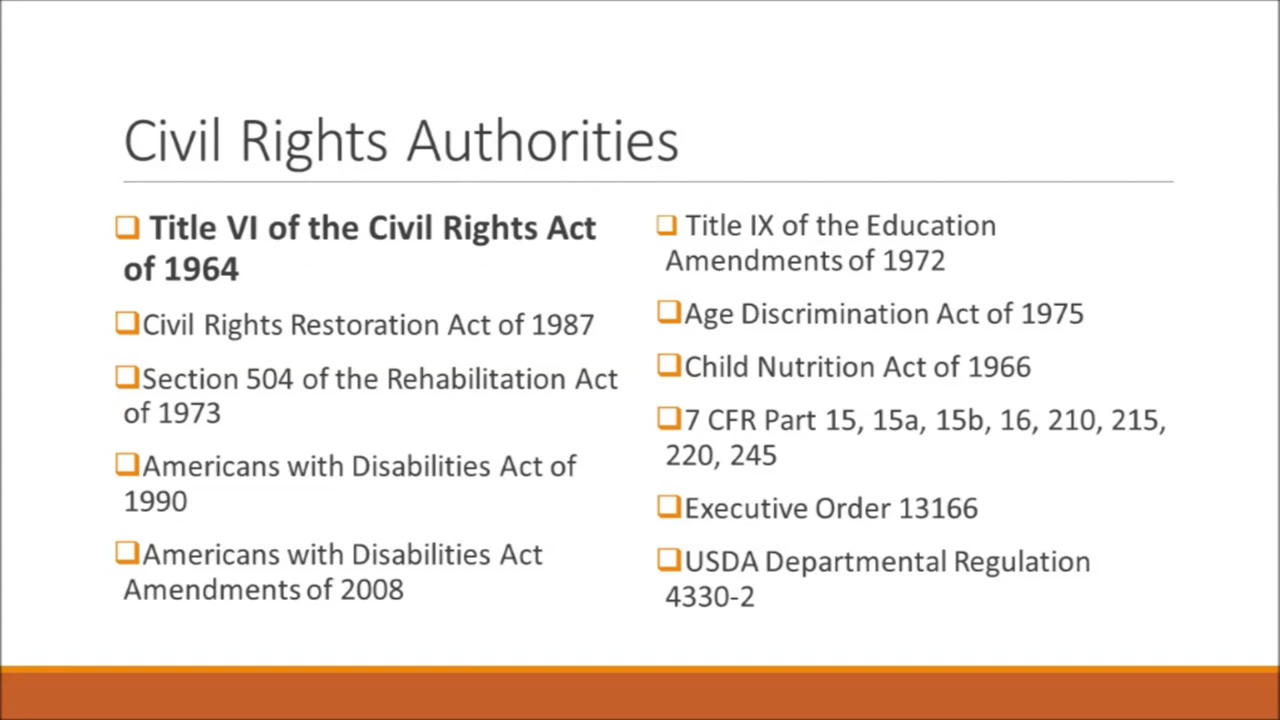 Civil Rights Authorities
Title VI of the Civil Rights Act
of 1964
Civil Rights Restoration Act of 1987
Section 504 of the Rehabilitation Act
of 1973
Americans with Disabilities Act of
1990
Americans with Disabilities Act
Amendments of 2008
Title IX of the Education
Amendments of 1972
Age Discrimination Act of 1975
Child Nutrition Act of 1966
7 CFR Part 15, 15a, 15b, 16, 210, 215,
220, 245
Executive Order 13166
USDA Departmental Regulation
4330-2